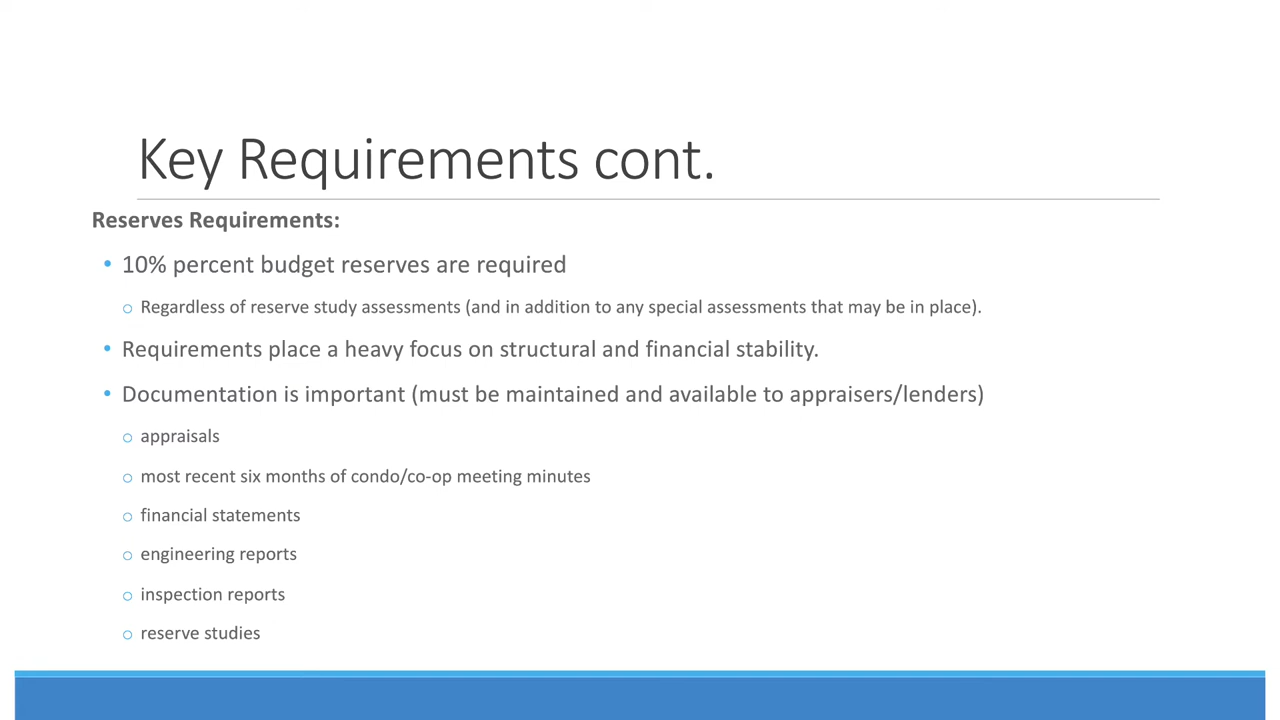 Key Requirements cont.
Reserves Requirements:
• 10% percent budget reserves are required
o Regardless of reserve study assessments (and in addition to any special assessments that may be in place).
• Requirements place a heavy focus on structural and financial stability.
• Documentation is important (must be maintained and available to appraisers/lenders)
o appraisals
o most recent six months of condo/co-op meeting minutes
o financial statements
o engineering reports
o inspection reports
o reserve studies